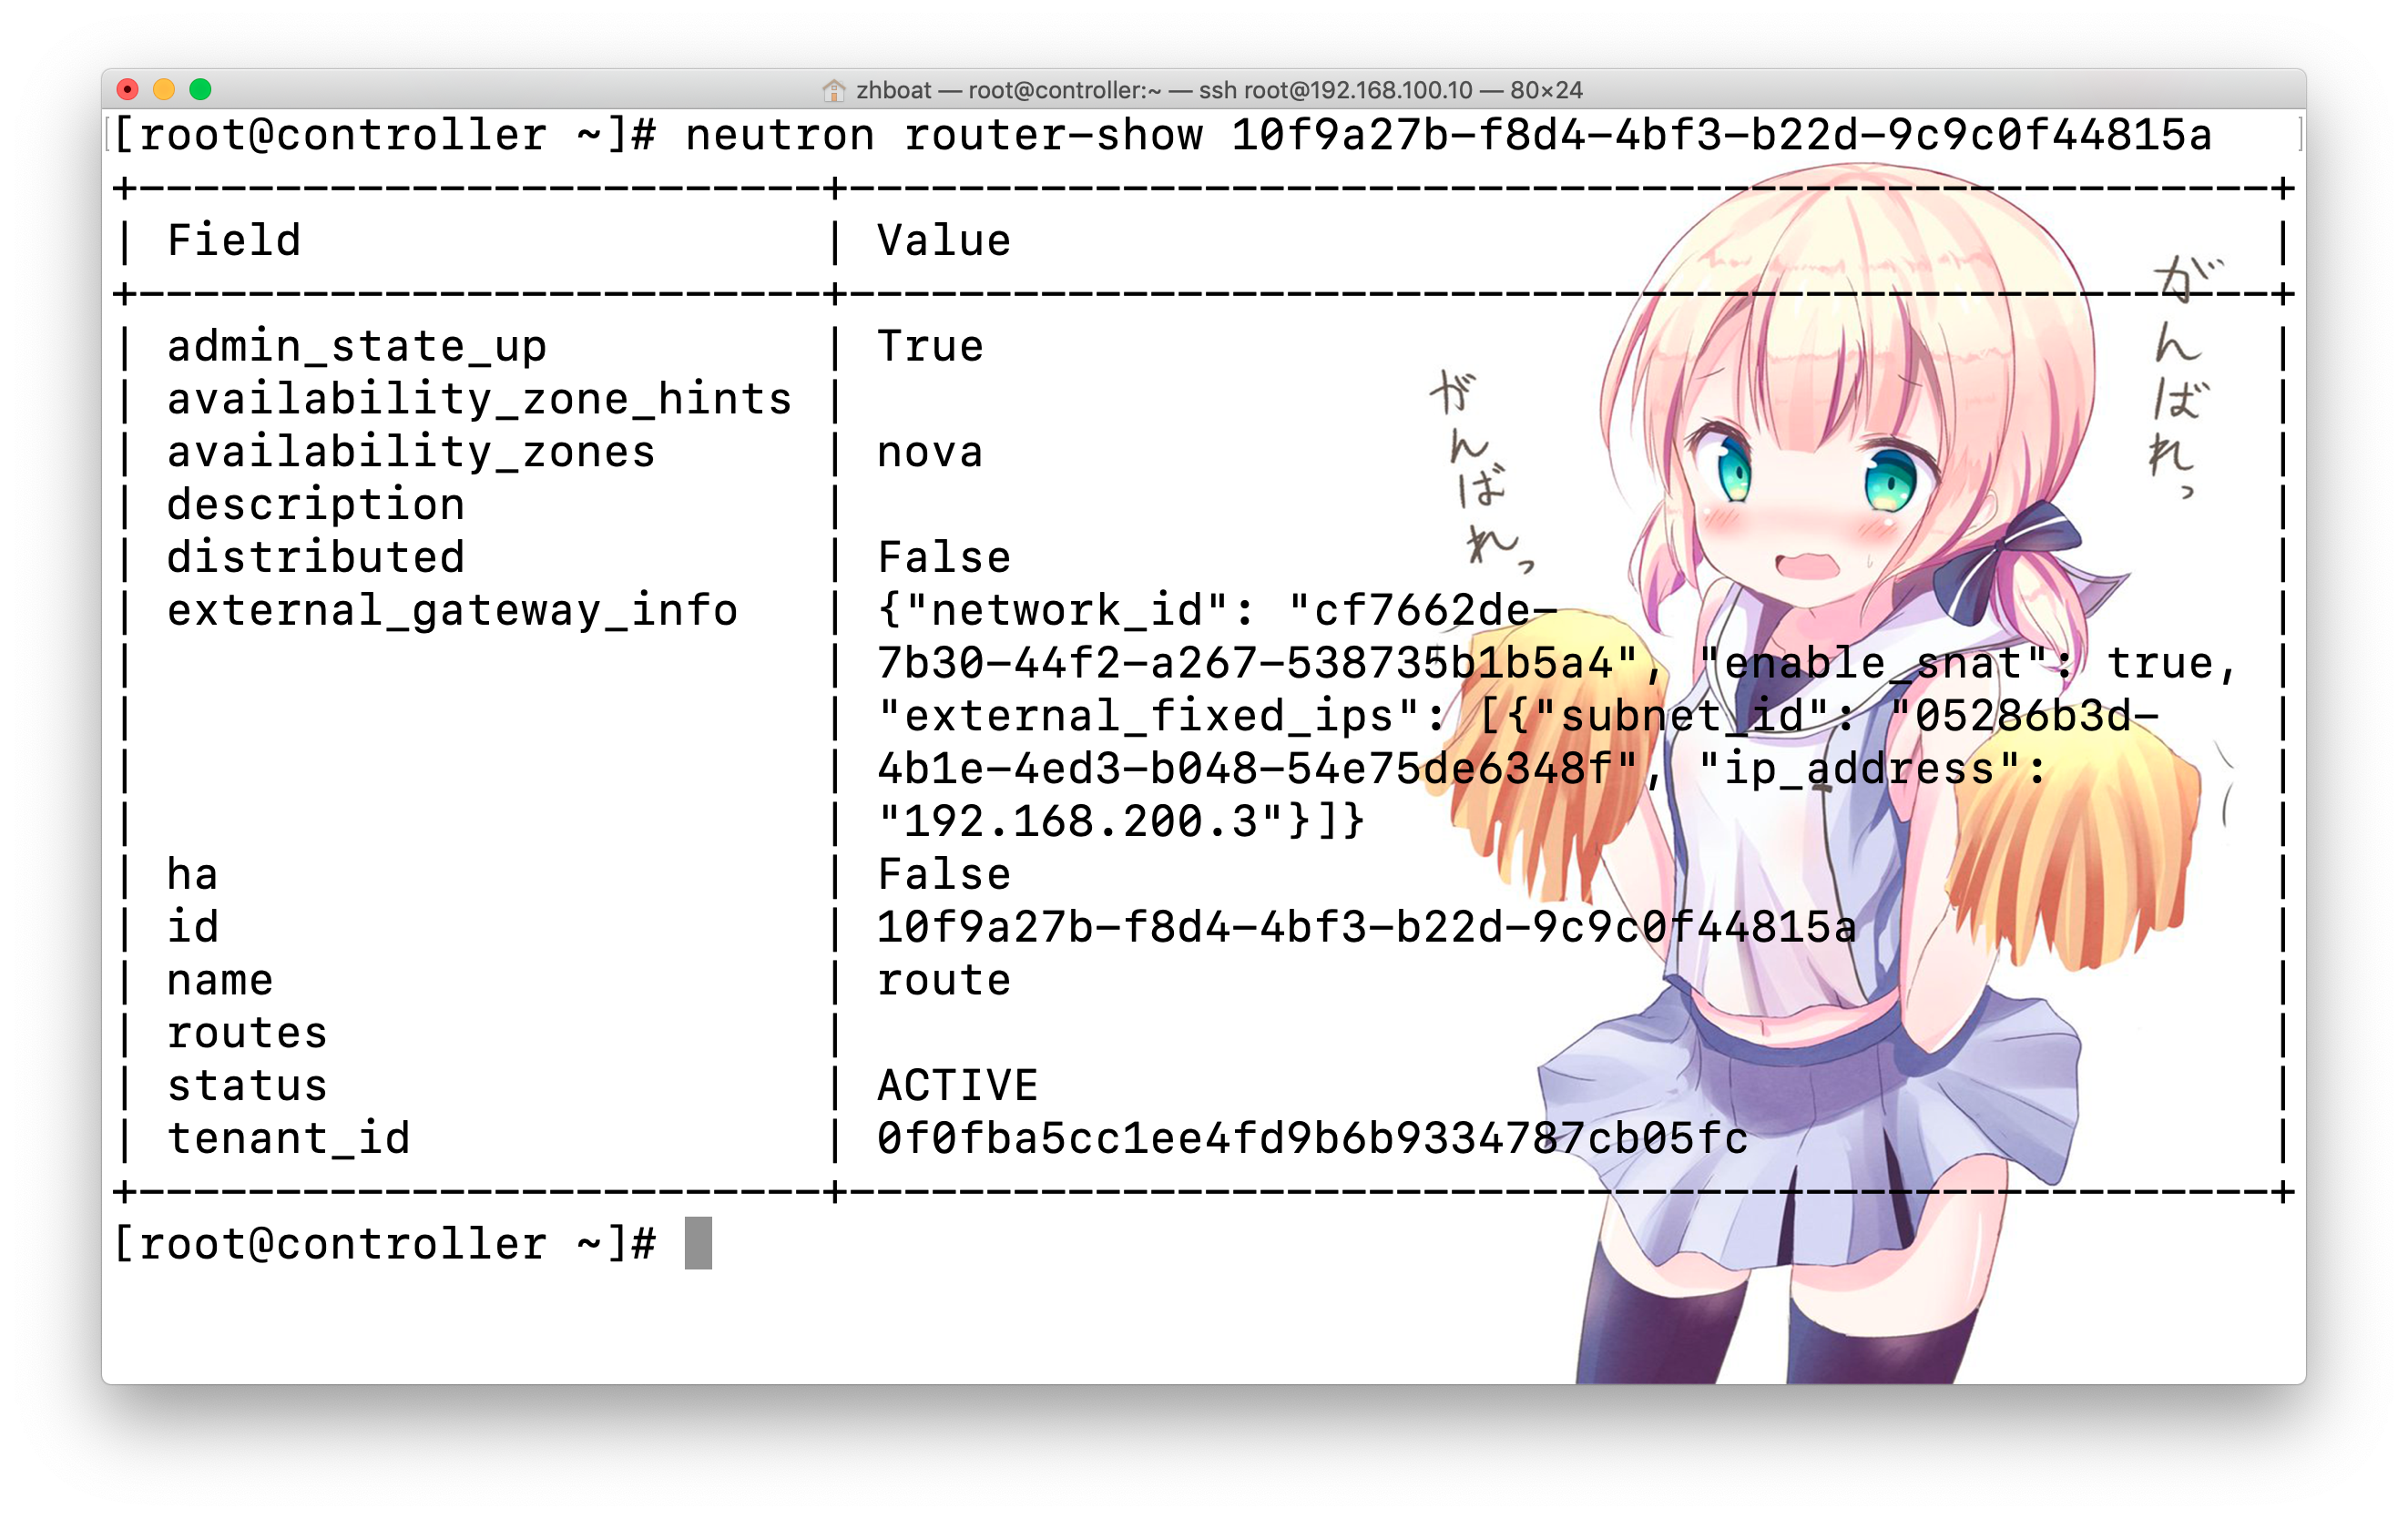 zhboat — root@controller:~ — ssh root@192.168.100.10 — 80×24
[root@controller ~]# neutron router-show 10f9a27b-f8d4-4bf3-b22d-9c9c0f44815a
+--------------------------+----------------------------------------------------+
| Field                    | Value                                              |
+--------------------------+----------------------------------------------------+
| admin_state_up           | True                                               |
| availability_zone_hints  |                                                    |
| availability_zones       | nova                                               |
| description              |                                                    |
| distributed              | False                                              |
| external_gateway_info    | {"network_id": "cf7662de-                          |
|                          | 7b30-44f2-a267-538735b1b5a4", "enable_snat": true, |
|                          | "external_fixed_ips": [{"subnet_id": "05286b3d-    |
|                          | 4b1e-4ed3-b048-54e75de6348f", "ip_address":        |
|                          | "192.168.200.3"}]}                                 |
| ha                       | False                                              |
| id                       | 10f9a27b-f8d4-4bf3-b22d-9c9c0f44815a               |
| name                     | route                                              |
| routes                   |                                                    |
| status                   | ACTIVE                                             |
| tenant_id                | 0f0fba5cc1ee4fd9b6b9334787cb05fc                   |
+--------------------------+----------------------------------------------------+
[root@controller ~]#
がんばれっ
がんばれっ